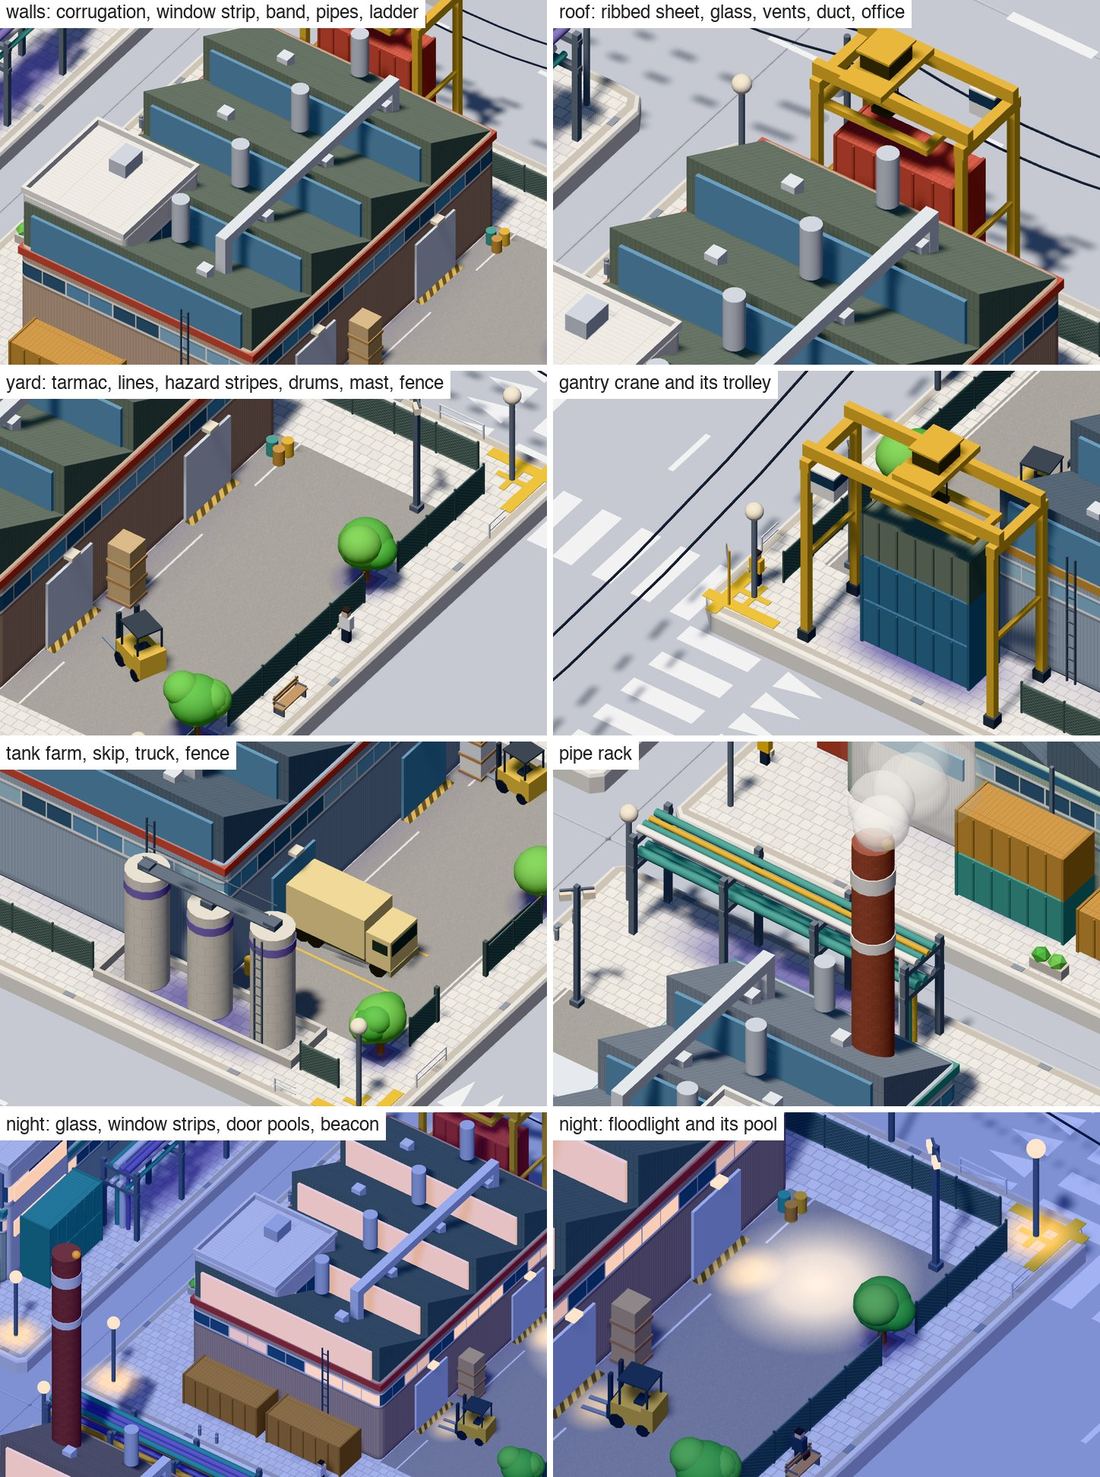 walls: corrugation, window strip, band, pipes, ladder
roof: ribbed sheet, glass, vents, duct, office
yard: tarmac, lines, hazard stripes, drums, mast, fence
gantry crane and its trolley
tank farm, skip, truck, fence
pipe rack
night: glass, window strips, door pools, beacon
night: floodlight and its pool